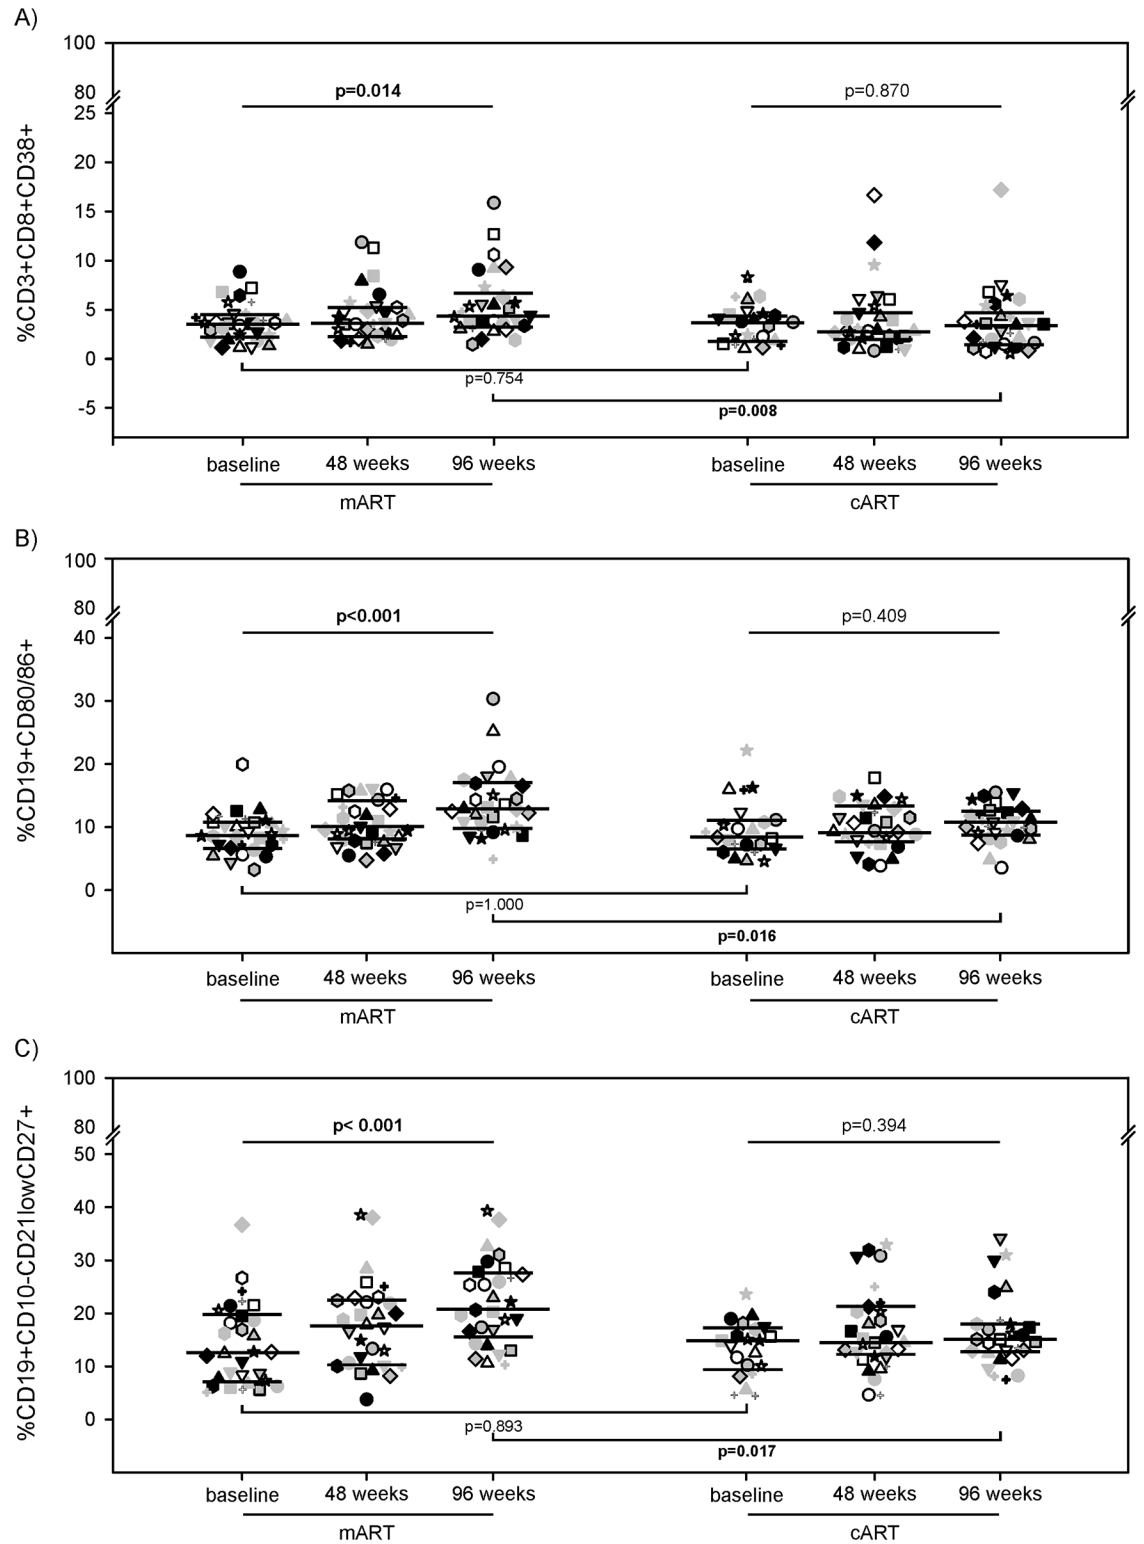 A)
100
80
p=0.014
p=0.870
25
20
15
10
5
0
-5
%CD3+CD8+CD38+
p=0.754
p=0.008
baseline 48 weeks 96 weeks baseline 48 weeks 96 weeks
mART cART
B)
100
80
p<0.001
p=0.409
40
30
20
10
0
%CD19+CD80/86+
p=1.000
p=0.016
baseline 48 weeks 96 weeks baseline 48 weeks 96 weeks
mART cART
C)
100
80
p< 0.001
p=0.394
50
40
30
20
10
0
%CD19+CD10-CD21lowCD27+
p=0.893
p=0.017
baseline 48 weeks 96 weeks baseline 48 weeks 96 weeks
mART cART